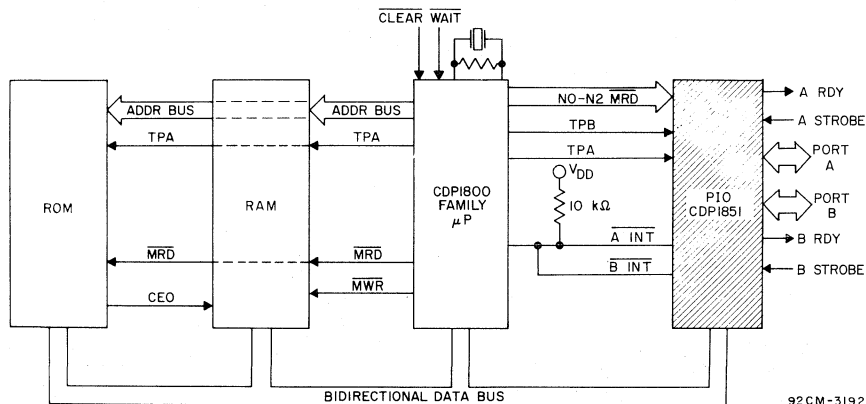 CLEAR WAIT
ADDR BUS
ADDR BUS
NO-N2 MRD
A RDY
TPA
TPA
TPB
A STROBE
TPA
PORT
A
VDD
ROM
RAM
CDP1800
FAMILY
μP
10 kΩ
PIO
CDP1851
PORT
B
A INT
B RDY
MRD
MRD
B INT
B STROBE
CEO
MWR
BIDIRECTIONAL DATA BUS
92CM-3192